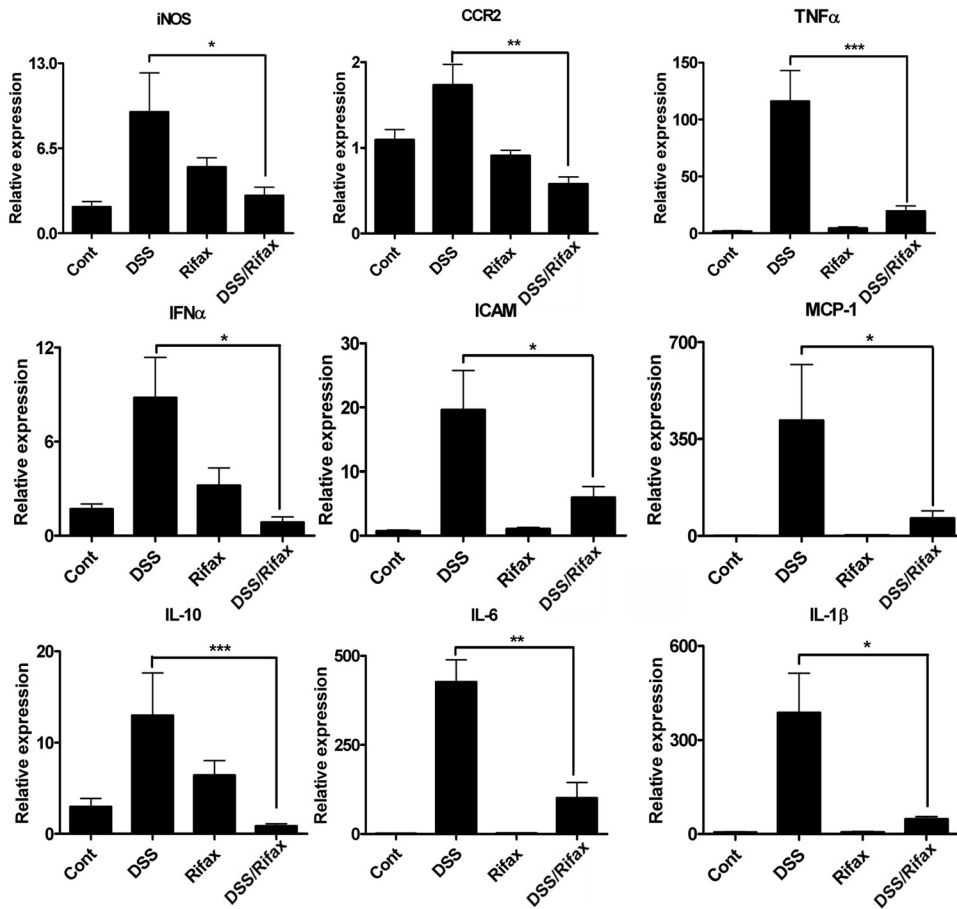 iNOS
Relative expression
13.0
6.5
0.0
*
Cont
DSS
Rifax
DSS/Rifax
CCR2
Relative expression
2
1
0
**
Cont
DSS
Rifax
DSS/Rifax
TNFα
Relative expression
150
100
50
0
***
Cont
DSS
Rifax
DSS/Rifax
IFNα
Relative expression
12
6
0
*
Cont
DSS
Rifax
DSS/Rifax
ICAM
Relative expression
30
20
10
0
*
Cont
DSS
Rifax
DSS/Rifax
MCP-1
Relative expression
700
350
0
*
Cont
DSS
Rifax
DSS/Rifax
IL-10
Relative expression
20
10
0
***
Cont
DSS
Rifax
DSS/Rifax
IL-6
Relative expression
500
250
0
**
Cont
DSS
Rifax
DSS/Rifax
IL-1β
Relative expression
600
300
0
*
Cont
DSS
Rifax
DSS/Rifax